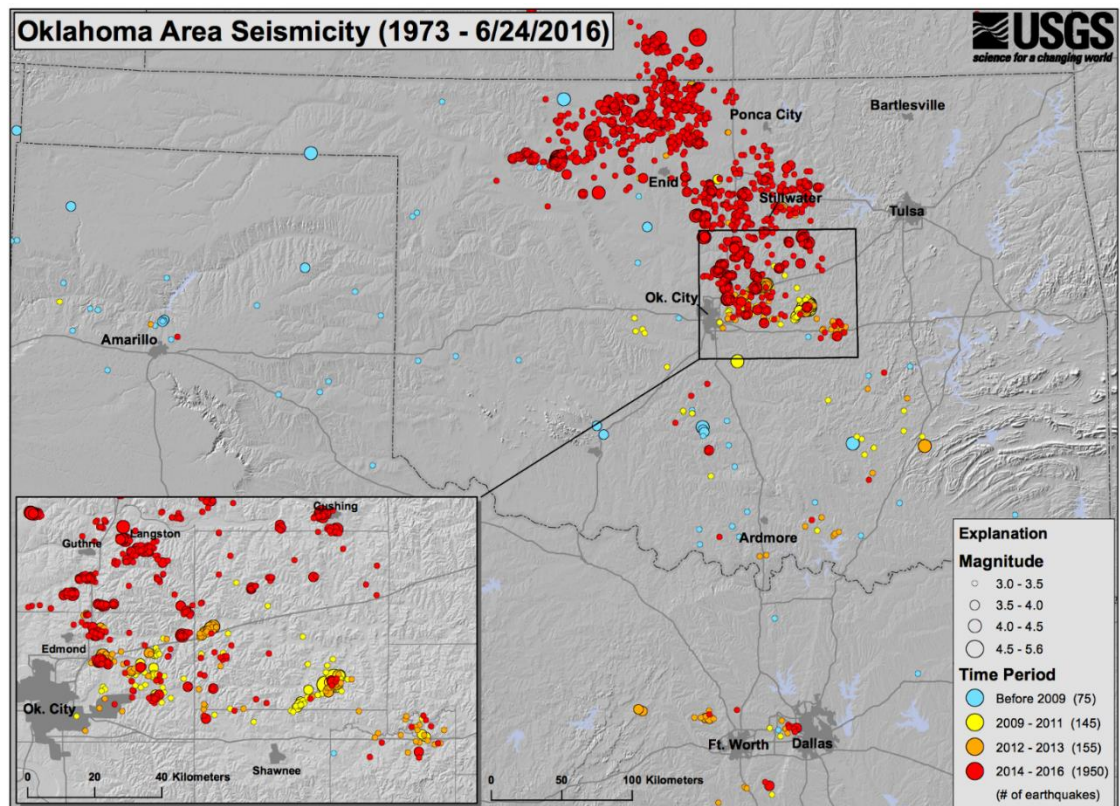 Oklahoma Area Seismicity (1973 - 6/24/2016)
USGS
science for a changing world
Ponca City
Bartlesville
Enid
Stillwater
Tulsa
Ok. City
Amarillo
Ardmore
Ft. Worth
Dallas
0 50 100 Kilometers
Cushing
Langston
Guthrie
Edmond
Ok. City
Shawnee
0 20 40 Kilometers
Explanation
Magnitude
3.0 - 3.5
3.5 - 4.0
4.0 - 4.5
4.5 - 5.6
Time Period
Before 2009 (75)
2009 - 2011 (145)
2012 - 2013 (155)
2014 - 2016 (1950)
(# of earthquakes)